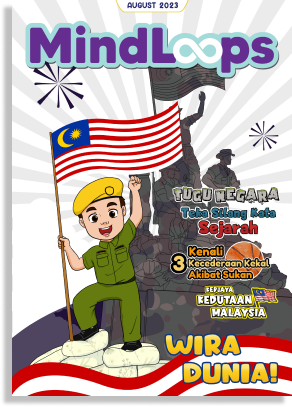 AUGUST 2023
MindLoops
TUGU NEGARA
Teka Silang Kata
Sejarah
3 Kenali
Kecederaan Kekal
Akibat Sukan
KERJAYA
KEDUTAAN
MALAYSIA
WIRA
DUNIA!